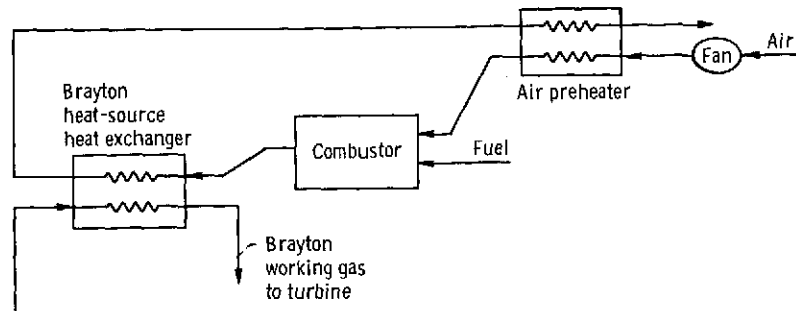 Fan
Air
Air preheater
Brayton
heat-source
heat exchanger
Combustor
Fuel
Brayton
working gas
to turbine